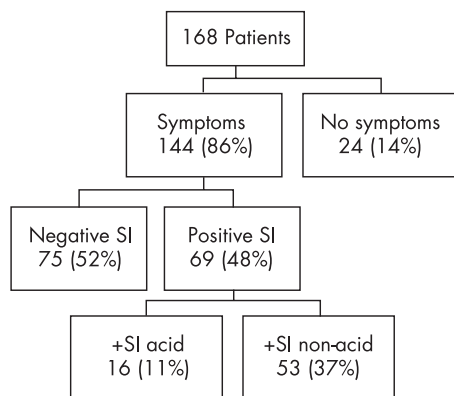 168 Patients
Symptoms
144 (86%)
No symptoms
24 (14%)
Negative SI
75 (52%)
Positive SI
69 (48%)
+SI acid
16 (11%)
+SI non-acid
53 (37%)